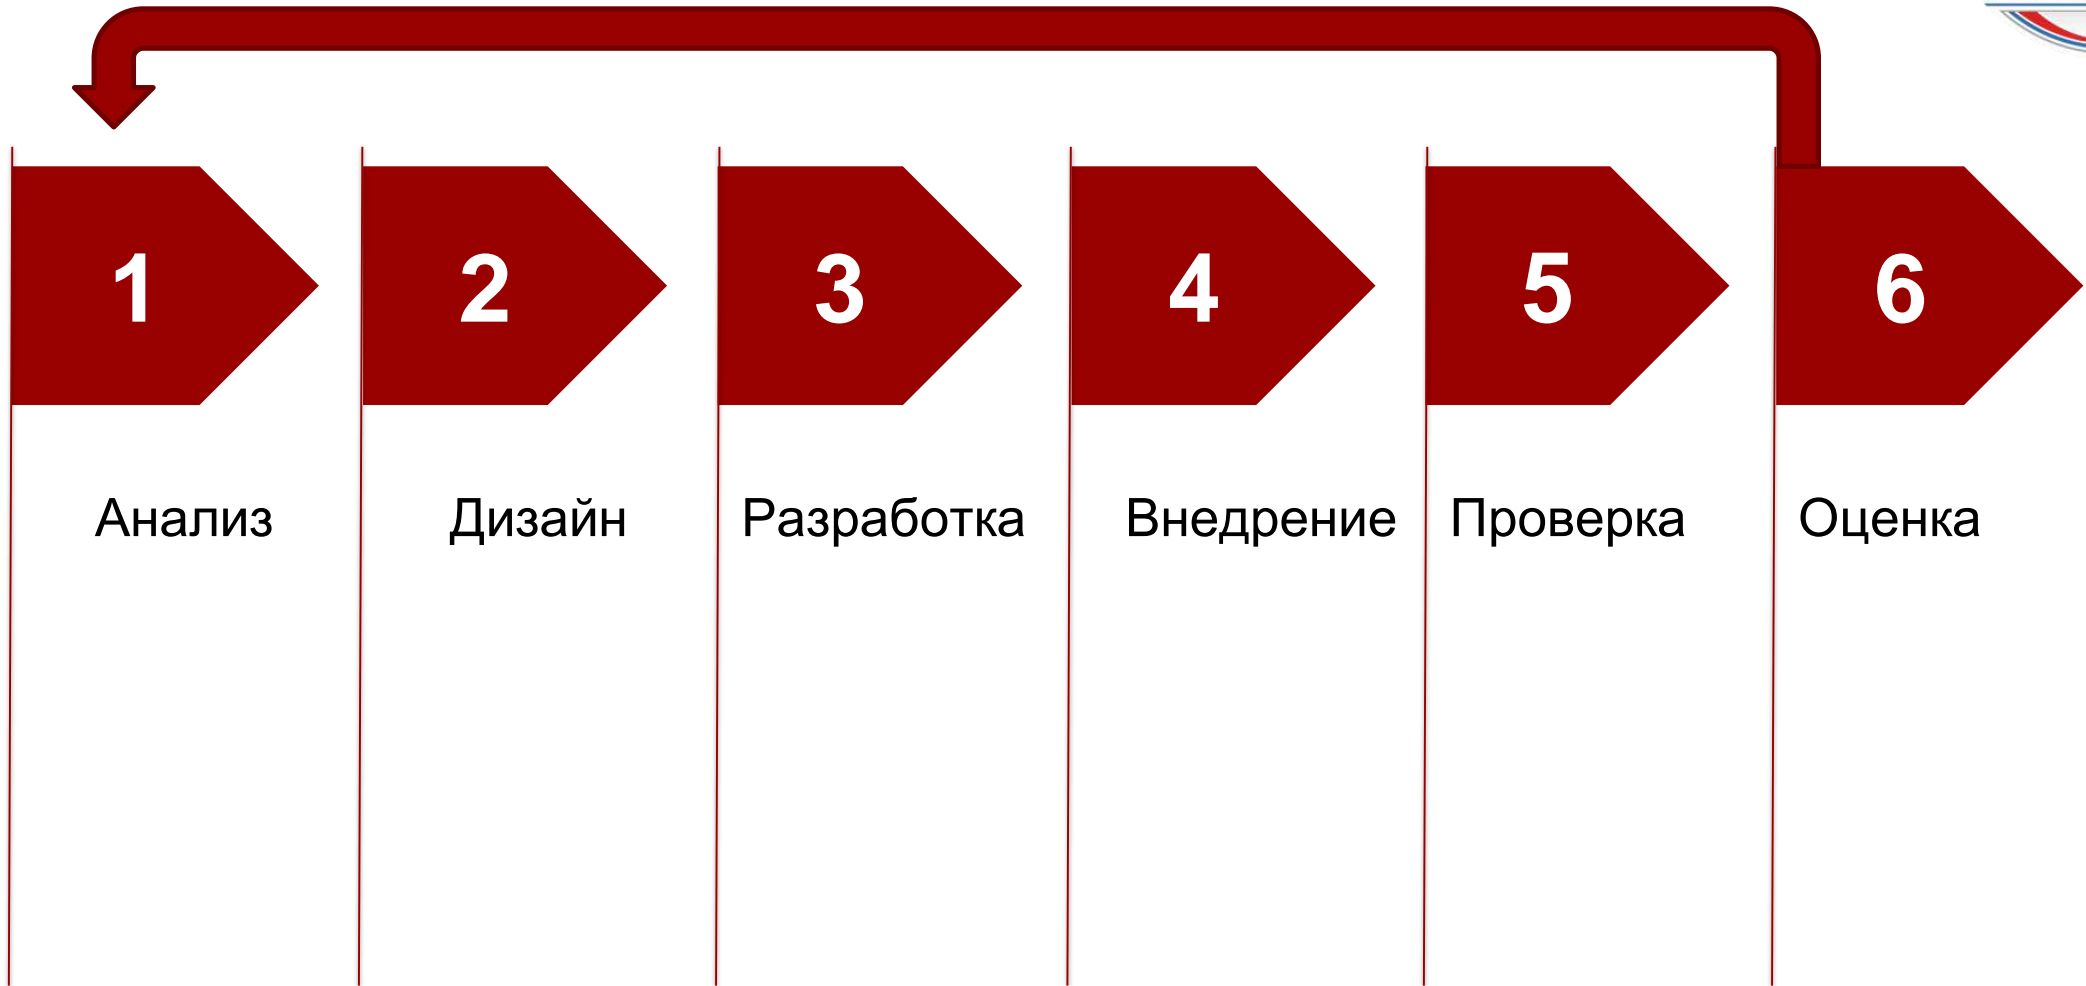 1 2 3 4 5 6
Анализ Дизайн Разработка Внедрение Проверка Оценка